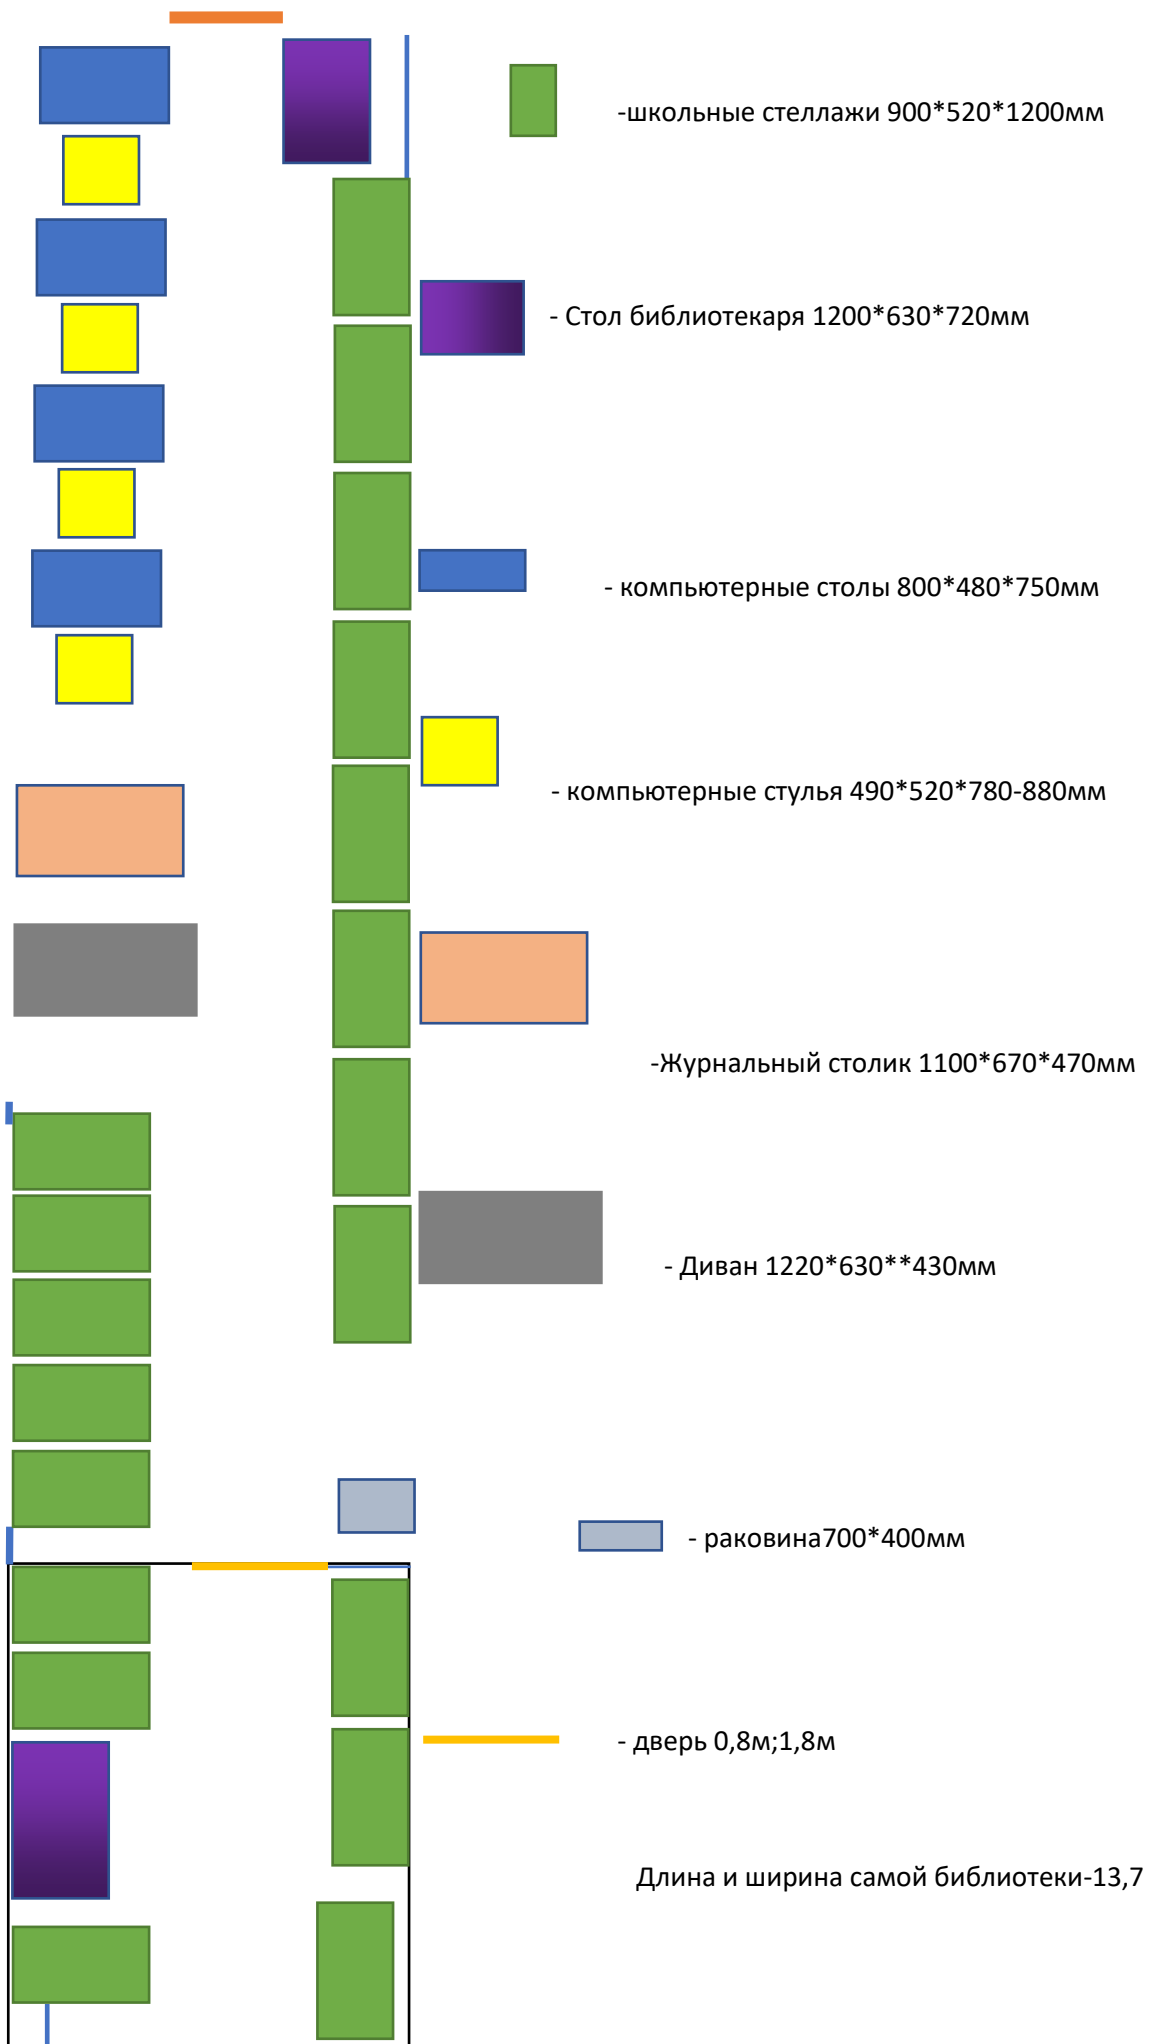 -школьные стеллажи 900*520*1200мм
- Стол библиотекаря 1200*630*720мм
- компьютерные столы 800*480*750мм
- компьютерные стулья 490*520*780-880мм
-Журнальный столик 1100*670*470мм
- Диван 1220*630**430мм
- раковина700*400мм
- дверь 0,8м;1,8м
Длина и ширина самой библиотеки-13,7